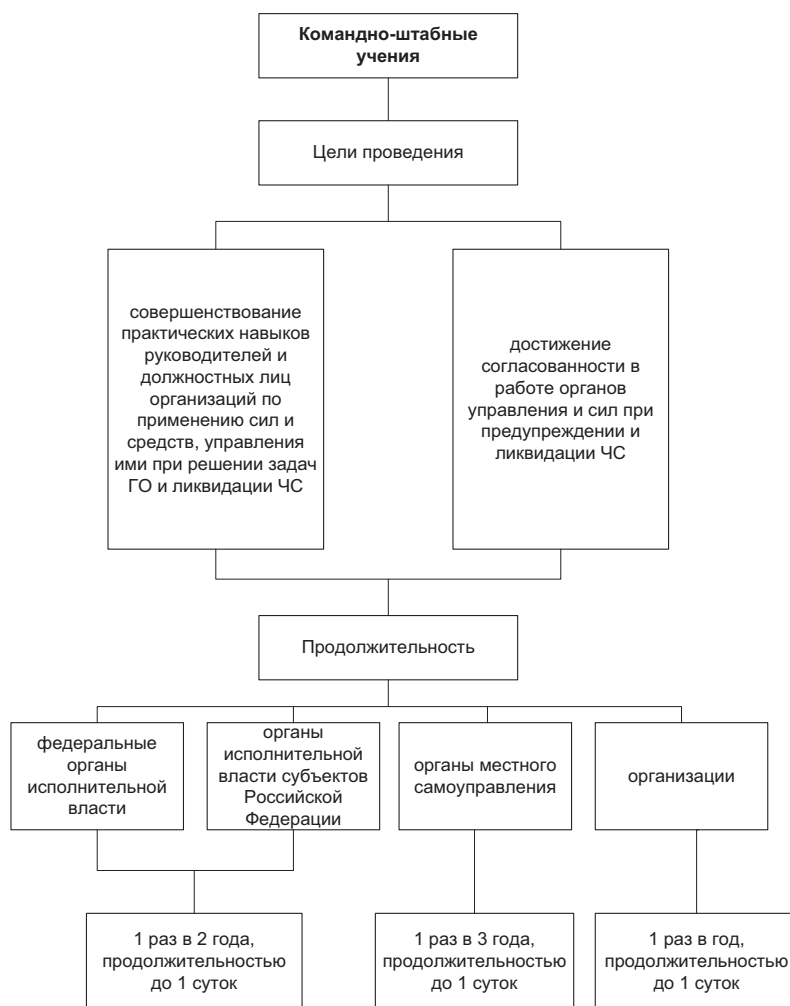 Командно-штабные
учения
Цели проведения
совершенствование
практических навыков
руководителей и
должностных лиц
организаций по
применению сил и
средств, управления
ими при решении задач
ГО и ликвидации ЧС
достижение
согласованности в
работе органов
управления и сил при
предупреждении и
ликвидации ЧС
Продолжительность
федеральные
органы
исполнительной
власти
органы
исполнительной
власти субъектов
Российской
Федерации
органы местного
самоуправления
организации
1 раз в 2 года,
продолжительностью
до 1 суток
1 раз в 3 года,
продолжительностью
до 1 суток
1 раз в год,
продолжительностью
до 1 суток